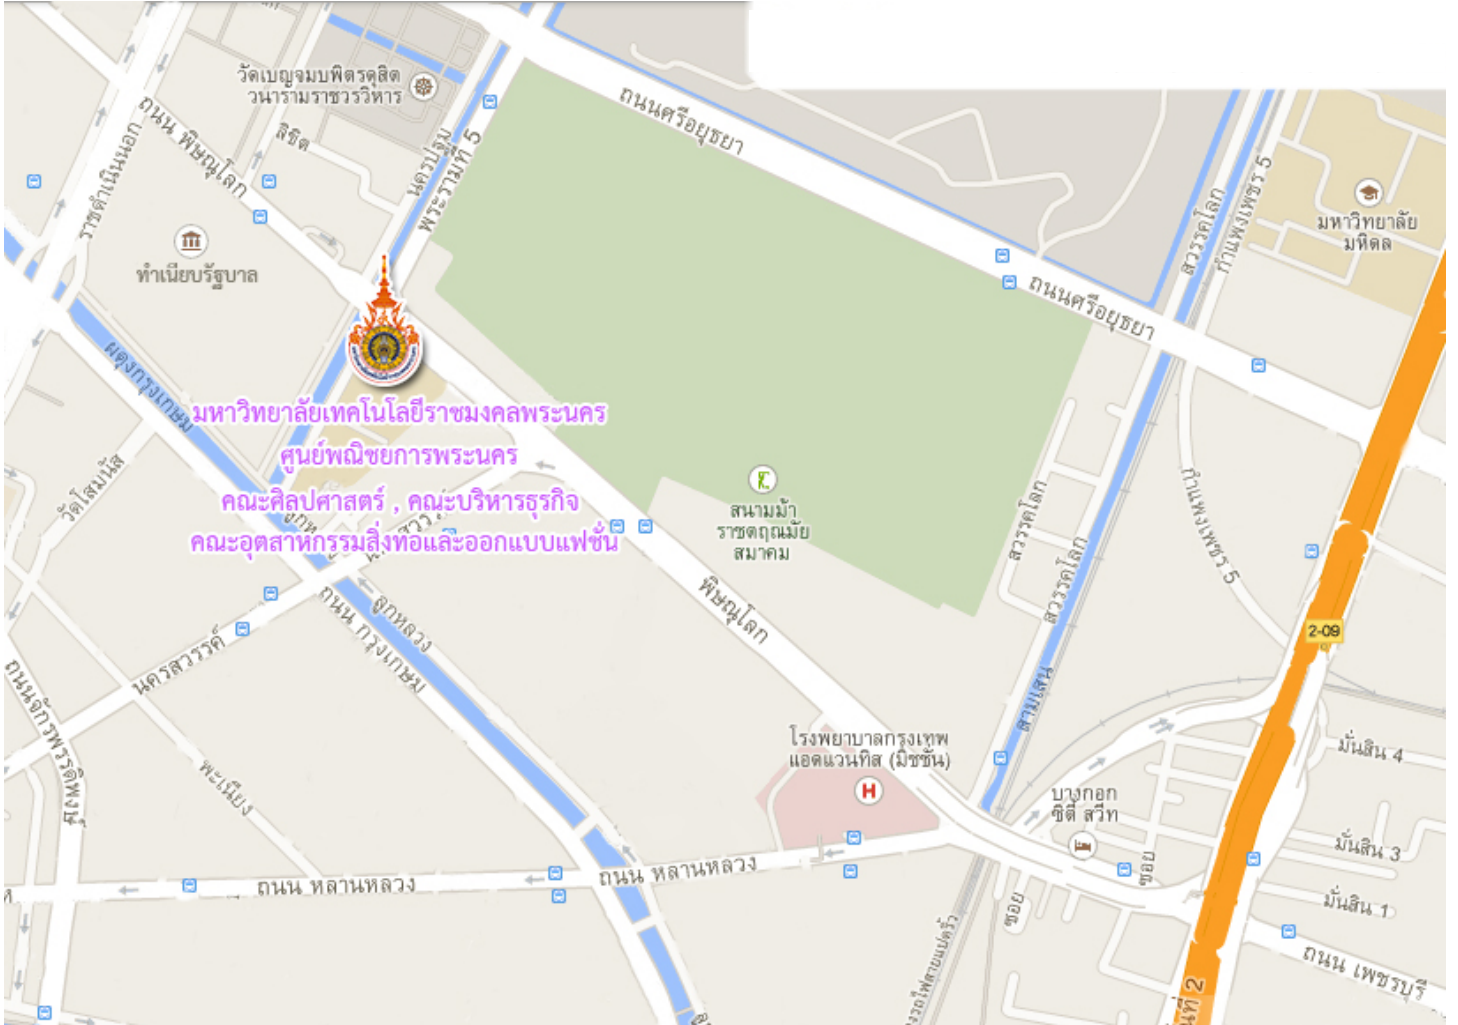 วัดเบญจมบพิตรดุสิต
วนารามราชวรวิหาร
ถนน พิษณุโลก
ลิขิต
ราชดำเนินนอก
นครปฐม
พระรามที่ 5
ถนนศรีอยุธยา
ถนนศรีอยุธยา
สวรรคโลก
กำแพงเพชร 5
มหาวิทยาลัย
มหิดล
ทำเนียบรัฐบาล
ผดุงกรุงเกษม
มหาวิทยาลัยเทคโนโลยีราชมงคลพระนคร
ศูนย์พณิชยการพระนคร
คณะศิลปศาสตร์ , คณะบริหารธุรกิจ
คณะอุตสาหกรรมสิ่งทอและออกแบบแฟชั่น
วัดโสมนัส
สนามม้า
ราชตฤณมัย
สมาคม
สวรรคโลก
สวรรคโลก
กำแพงเพชร 5
2-09
พิษณุโลก
ลูกหลวง
ถนน กรุงเกษม
นครสวรรค์
ถนนจักรพรรดิพงษ์
พะเนียง
สามเสน
โรงพยาบาลกรุงเทพ
แอดแวนทิส (มิชชั่น)
H
บางกอก
ซิตี้ สวีท
มั่นสิน 4
มั่นสิน 3
มั่นสิน 1
ซอย
ซอย
ถนน หลานหลวง
ถนน หลานหลวง
ถนน เพชรบุรี